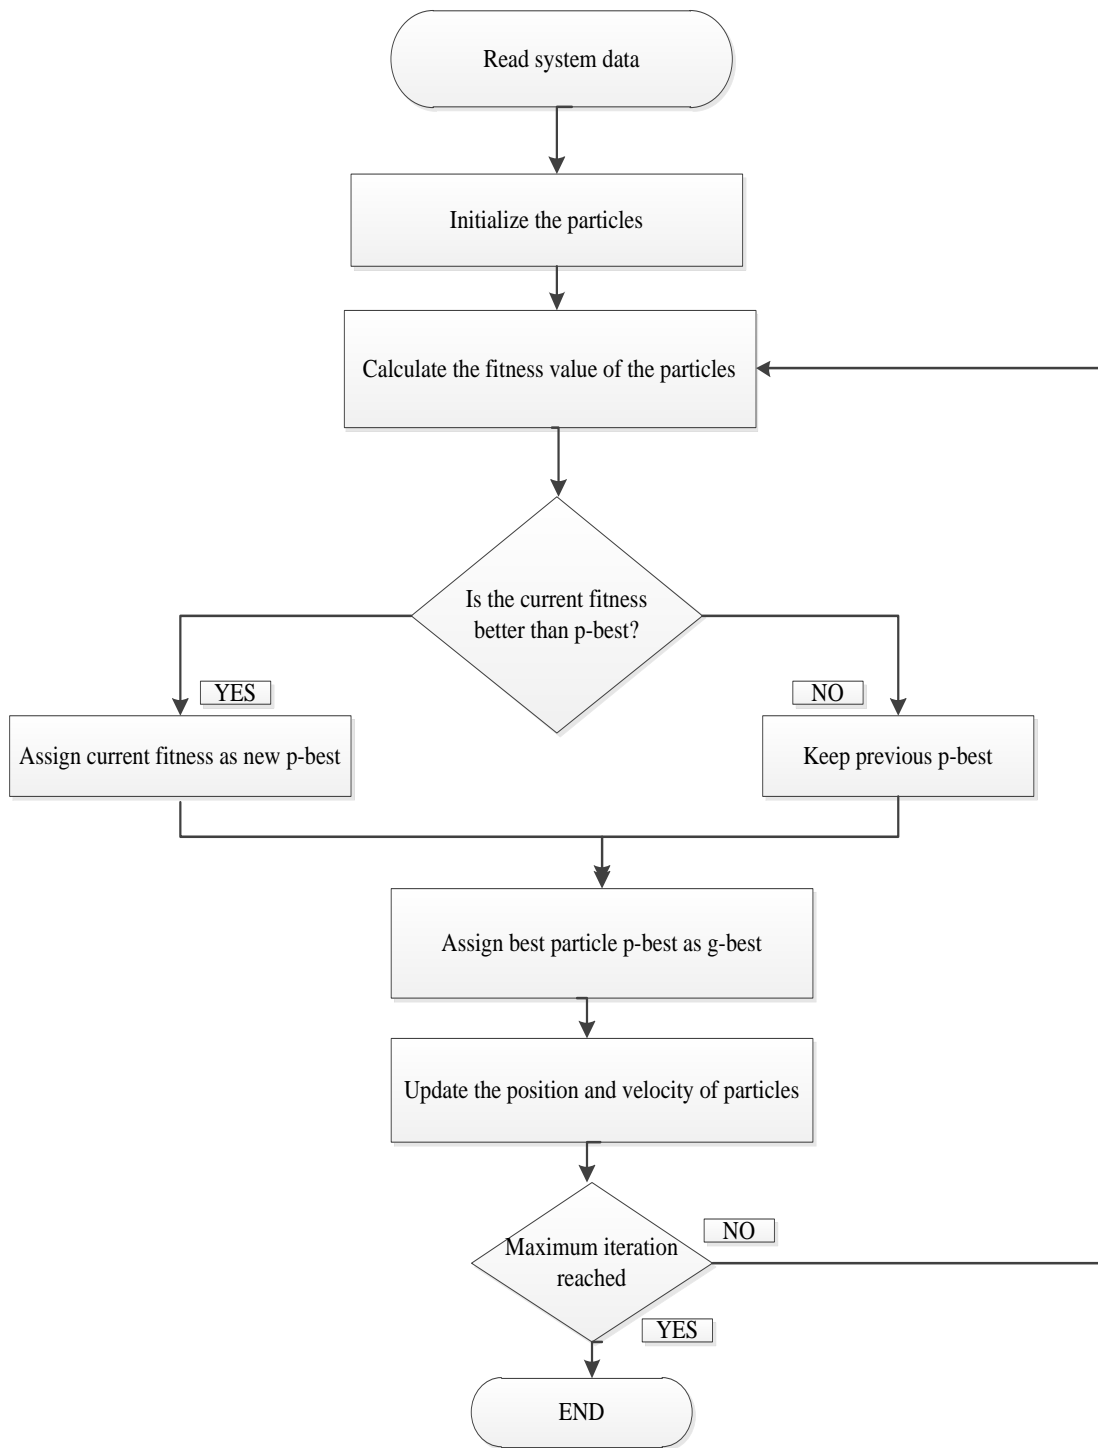 Read system data
Initialize the particles
Calculate the fitness value of the particles
Is the current fitness
better than p-best?
YES
NO
Assign current fitness as new p-best
Keep previous p-best
Assign best particle p-best as g-best
Update the position and velocity of particles
NO
Maximum iteration
reached
YES
END